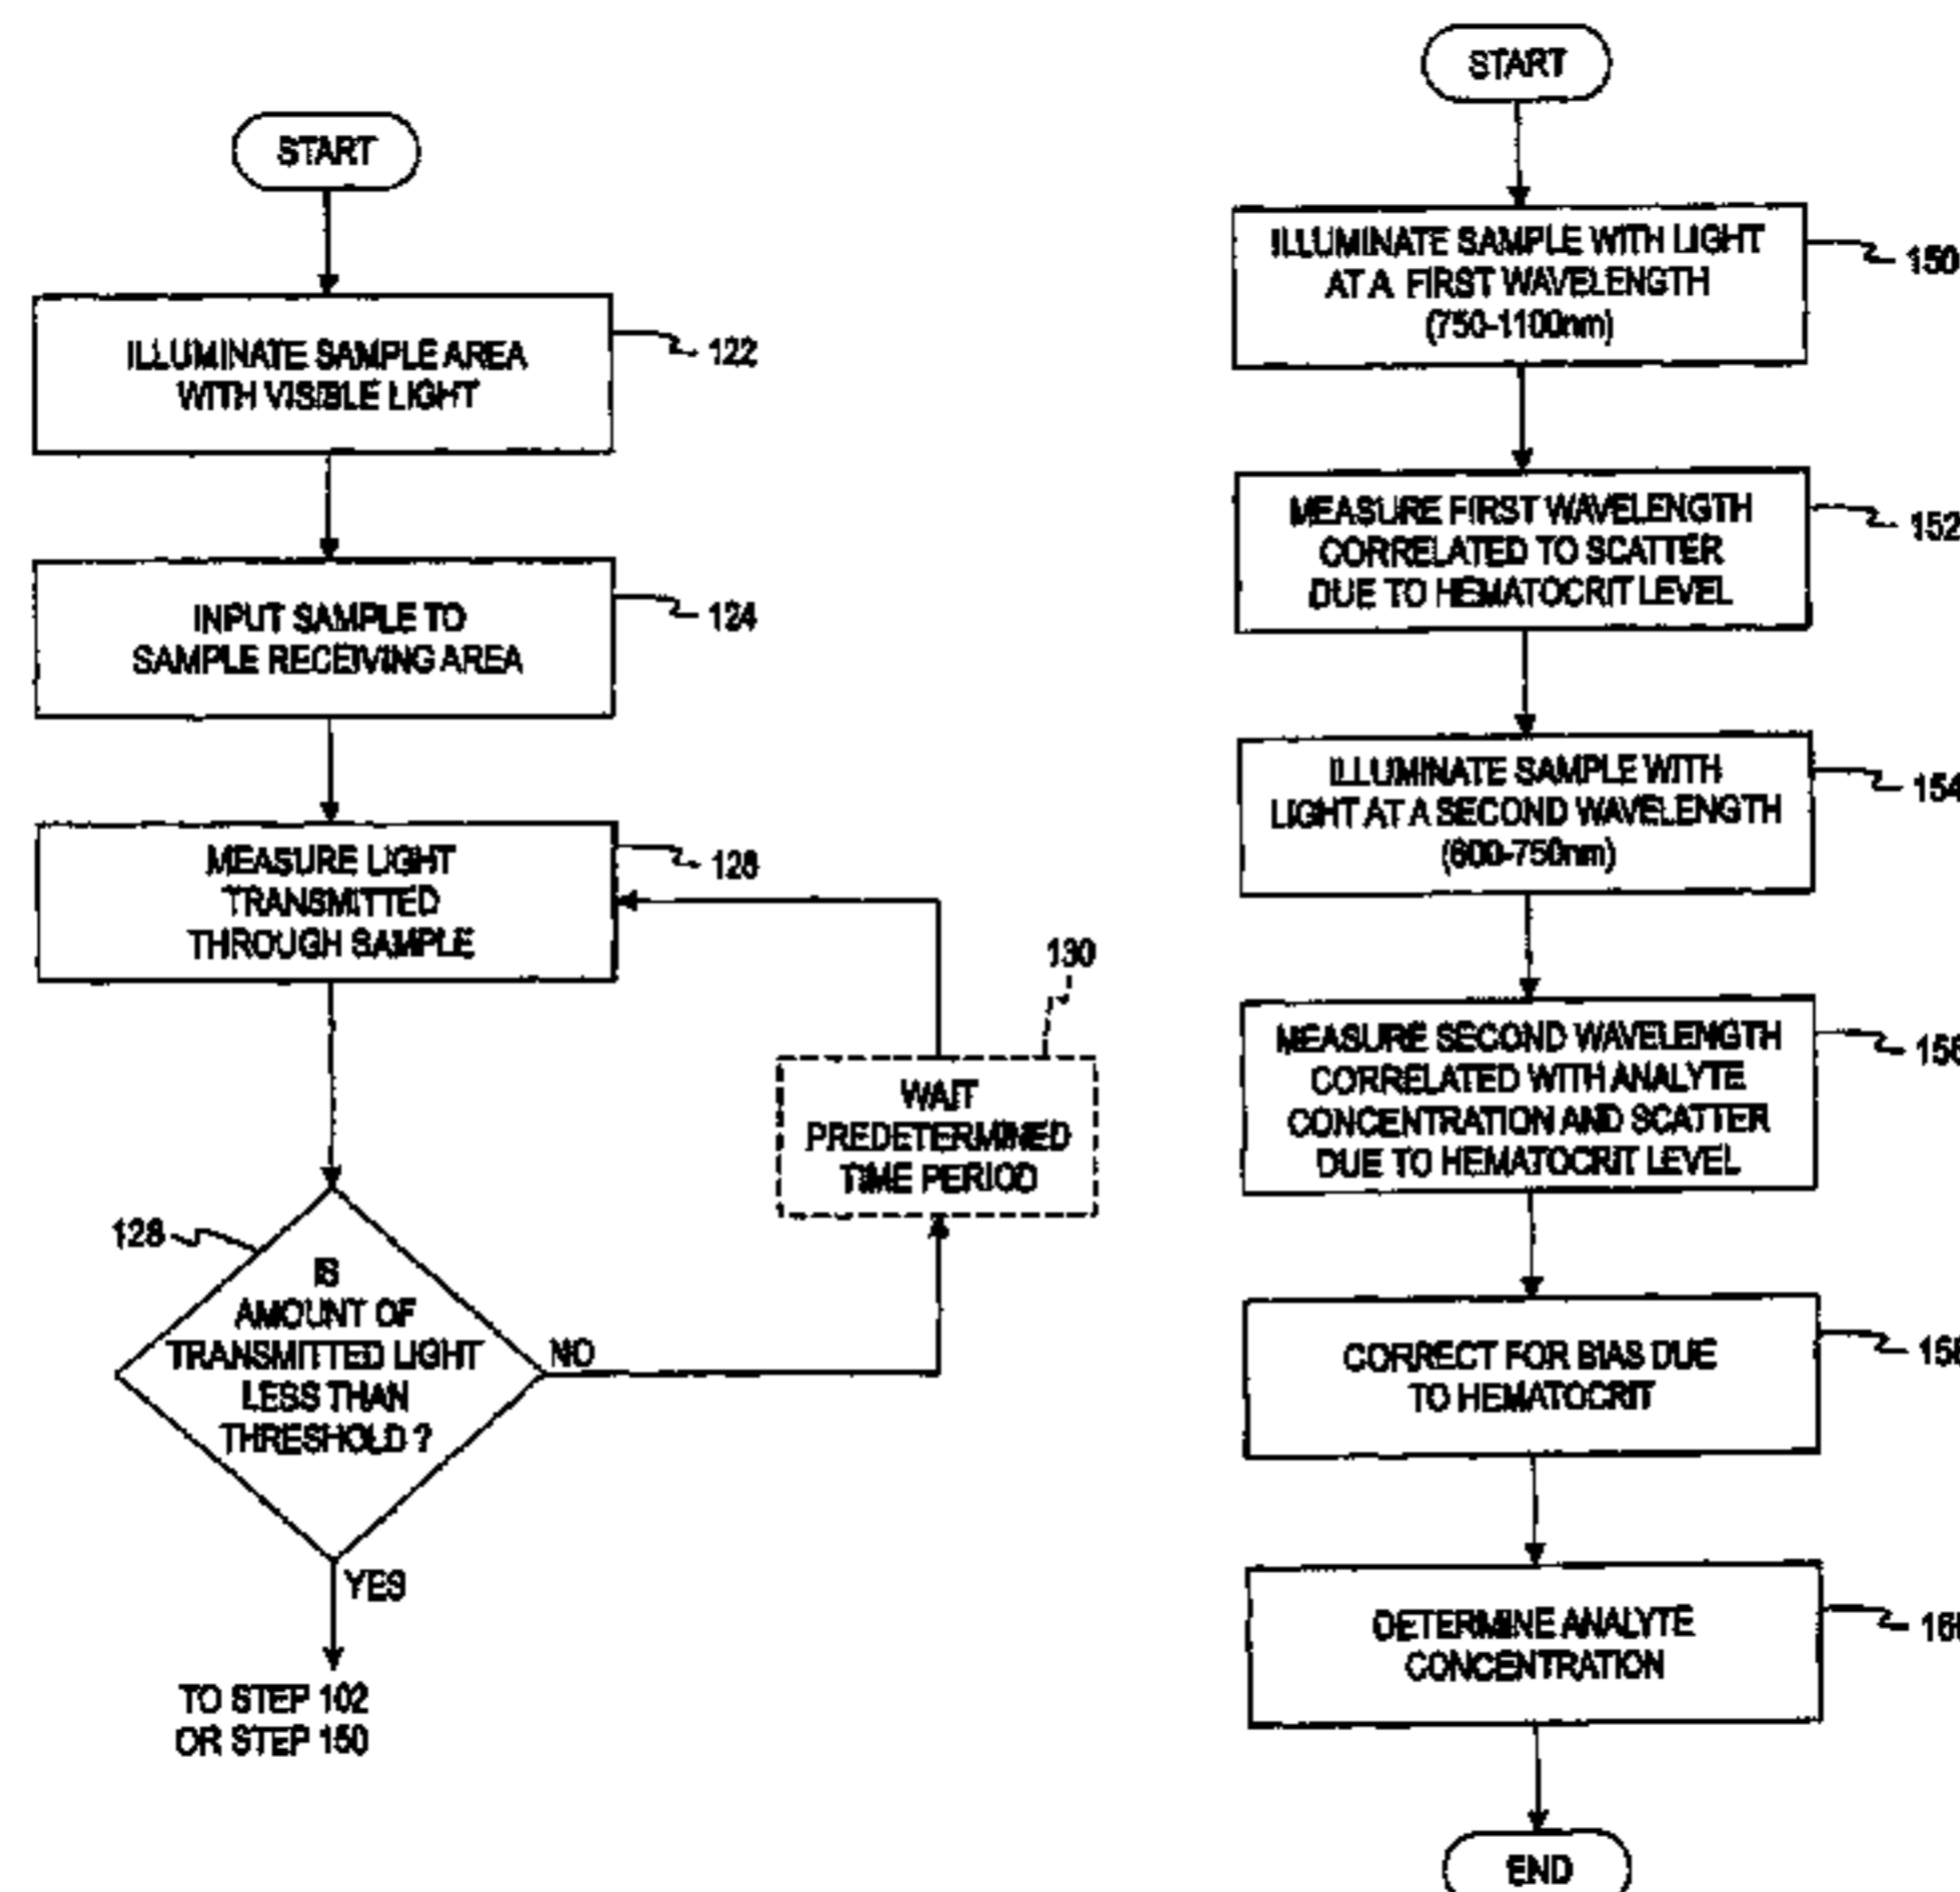 START
ILLUMINATE SAMPLE AREA
WITH VISIBLE LIGHT
122
INPUT SAMPLE TO
SAMPLE RECEIVING AREA
124
MEASURE LIGHT
TRANSMITTED
THROUGH SAMPLE
130
WAIT
PREDETERMINED
TIME PERIOD
128
IS
AMOUNT OF
TRANSMITTED LIGHT
LESS THAN
THRESHOLD ?
NO
YES
TO STEP 102
OR STEP 150
START
ILLUMINATE SAMPLE WITH LIGHT
AT A FIRST WAVELENGTH
(750-1100nm)
150
MEASURE FIRST WAVELENGTH
CORRELATED TO SCATTER
DUE TO HEMATOCRIT LEVEL
152
ILLUMINATE SAMPLE WITH
LIGHT AT A SECOND WAVELENGTH
(600-750nm)
154
MEASURE SECOND WAVELENGTH
CORRELATED WITH ANALYTE
CONCENTRATION AND SCATTER
DUE TO HEMATOCRIT LEVEL
CORRECT FOR BIAS DUE
TO HEMATOCRIT
DETERMINE ANALYTE
CONCENTRATION
END